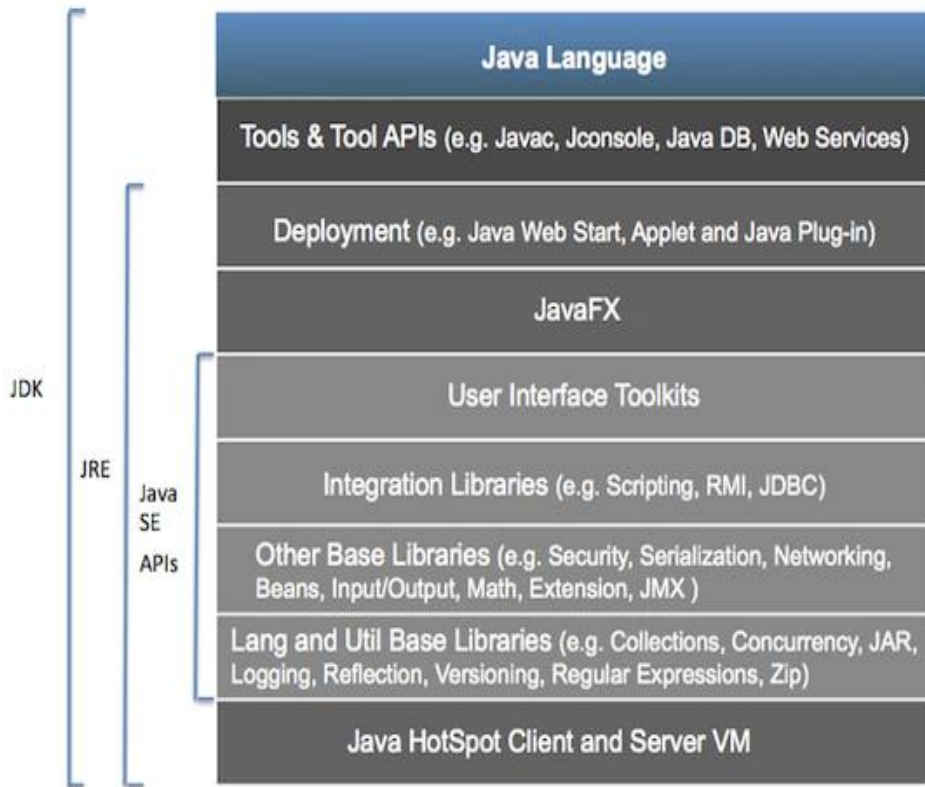 Java Language
Tools & Tool APIs (e.g. Javac, Jconsole, Java DB, Web Services)
Deployment (e.g. Java Web Start, Applet and Java Plug-in)
JavaFX
JDK
User Interface Toolkits
JRE
Integration Libraries (e.g. Scripting, RMI, JDBC)
Java
SE
APIs
Other Base Libraries (e.g. Security, Serialization, Networking,
Beans, Input/Output, Math, Extension, JMX )
Lang and Util Base Libraries (e.g. Collections, Concurrency, JAR,
Logging, Reflection, Versioning, Regular Expressions, Zip)
Java HotSpot Client and Server VM